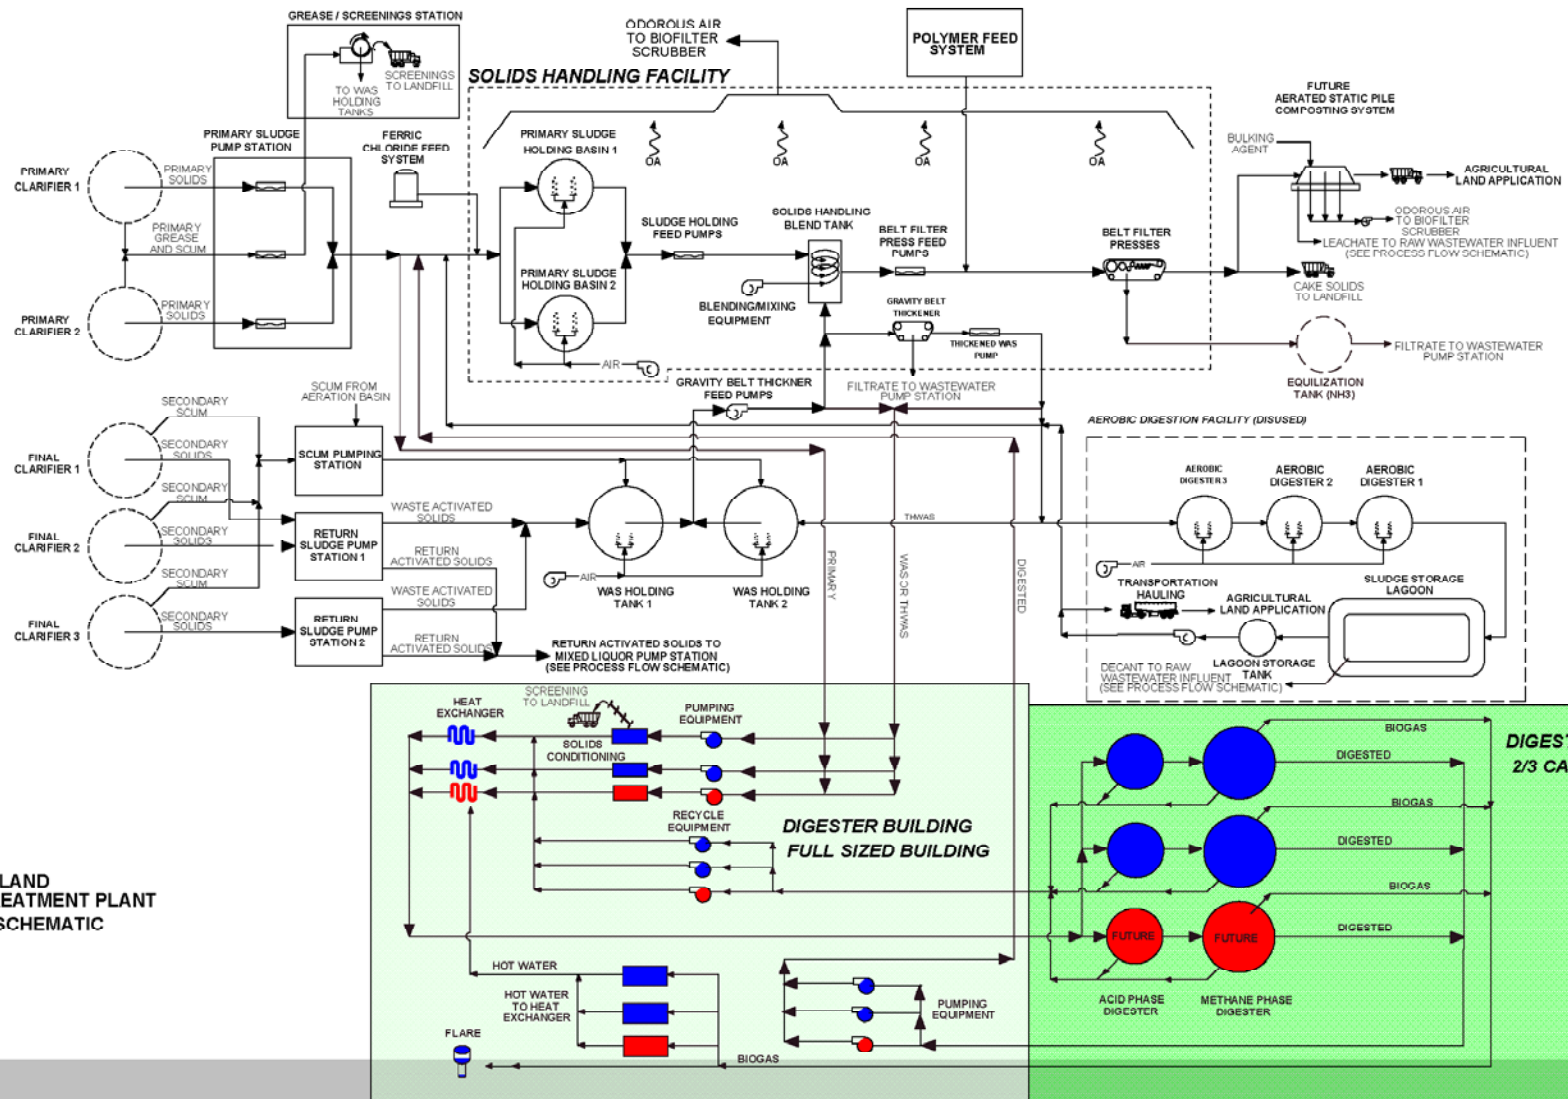 GREASE / SCREENINGS STATION
SCREENINGS
TO LANDFILL
TO WAS
HOLDING
TANKS
ODOROUS AIR
TO BIOFILTER
SCRUBBER
POLYMER FEED
SYSTEM
SOLIDS HANDLING FACILITY
FUTURE
AERATED STATIC PILE
COMPOSTING SYSTEM
PRIMARY SLUDGE
PUMP STATION
FERRIC
CHLORIDE FEED
SYSTEM
PRIMARY SLUDGE
HOLDING BASIN 1
OA
OA
OA
OA
BULKING
AGENT
AGRICULTURAL
LAND APPLICATION
PRIMARY
CLARIFIER 1
PRIMARY
SOLIDS
PRIMARY
GREASE
AND SCUM
PRIMARY
SOLIDS
PRIMARY
CLARIFIER 2
SLUDGE HOLDING
FEED PUMPS
SOLIDS HANDLING
BLEND TANK
BELT FILTER
PRESS FEED
PUMPS
BELT FILTER
PRESSES
ODOROUS AIR
TO BIOFILTER
SCRUBBER
LEACHATE TO RAW WASTEWATER INFLUENT
(SEE PROCESS FLOW SCHEMATIC)
PRIMARY SLUDGE
HOLDING BASIN 2
BLENDING/MIXING
EQUIPMENT
GRAVITY BELT
THICKENER
THICKENED WAS
PUMP
CAKE SOLIDS
TO LANDFILL
FILTRATE TO WASTEWATER
PUMP STATION
EQUILIZATION
TANK (NH3)
AIR
GRAVITY BELT THICKNER
FEED PUMPS
FILTRATE TO WASTEWATER
PUMP STATION
SCUM FROM
AERATION BASIN
SECONDARY
SCUM
FINAL
CLARIFIER 1
SECONDARY
SOLIDS
SCUM PUMPING
STATION
SECONDARY
SCUM
FINAL
CLARIFIER 2
SECONDARY
SOLIDS
RETURN
SLUDGE PUMP
STATION 1
WASTE ACTIVATED
SOLIDS
RETURN
ACTIVATED SOLIDS
SECONDARY
SCUM
FINAL
CLARIFIER 3
SECONDARY
SOLIDS
RETURN
SLUDGE PUMP
STATION 2
WASTE ACTIVATED
SOLIDS
RETURN
ACTIVATED SOLIDS
AIR
WAS HOLDING
TANK 1
WAS HOLDING
TANK 2
RETURN ACTIVATED SOLIDS TO
MIXED LIQUOR PUMP STATION
(SEE PROCESS FLOW SCHEMATIC)
THWAS
PRIMARY
WAS OR THWAS
DIGESTED
AEROBIC DIGESTION FACILITY (DISUSED)
AEROBIC
DIGESTER 3
AEROBIC
DIGESTER 2
AEROBIC
DIGESTER 1
AIR
TRANSPORTATION
HAULING
AGRICULTURAL
LAND APPLICATION
SLUDGE STORAGE
LAGOON
LAGOON STORAGE
TANK
DECANT TO RAW
WASTEWATER INFLUENT
(SEE PROCESS FLOW SCHEMATIC)
HEAT
EXCHANGER
SCREENING
TO LANDFILL
PUMPING
EQUIPMENT
SOLIDS
CONDITIONING
RECYCLE
EQUIPMENT
DIGESTER BUILDING
FULL SIZED BUILDING
BIOGAS
DIGESTED
BIOGAS
DIGESTED
BIOGAS
DIGESTED
DIGEST
2/3 CA
FUTURE
FUTURE
ACID PHASE
DIGESTER
METHANE PHASE
DIGESTER
LAND
EATMENT PLANT
SCHEMATIC
HOT WATER
HOT WATER
TO HEAT
EXCHANGER
PUMPING
EQUIPMENT
FLARE
BIOGAS